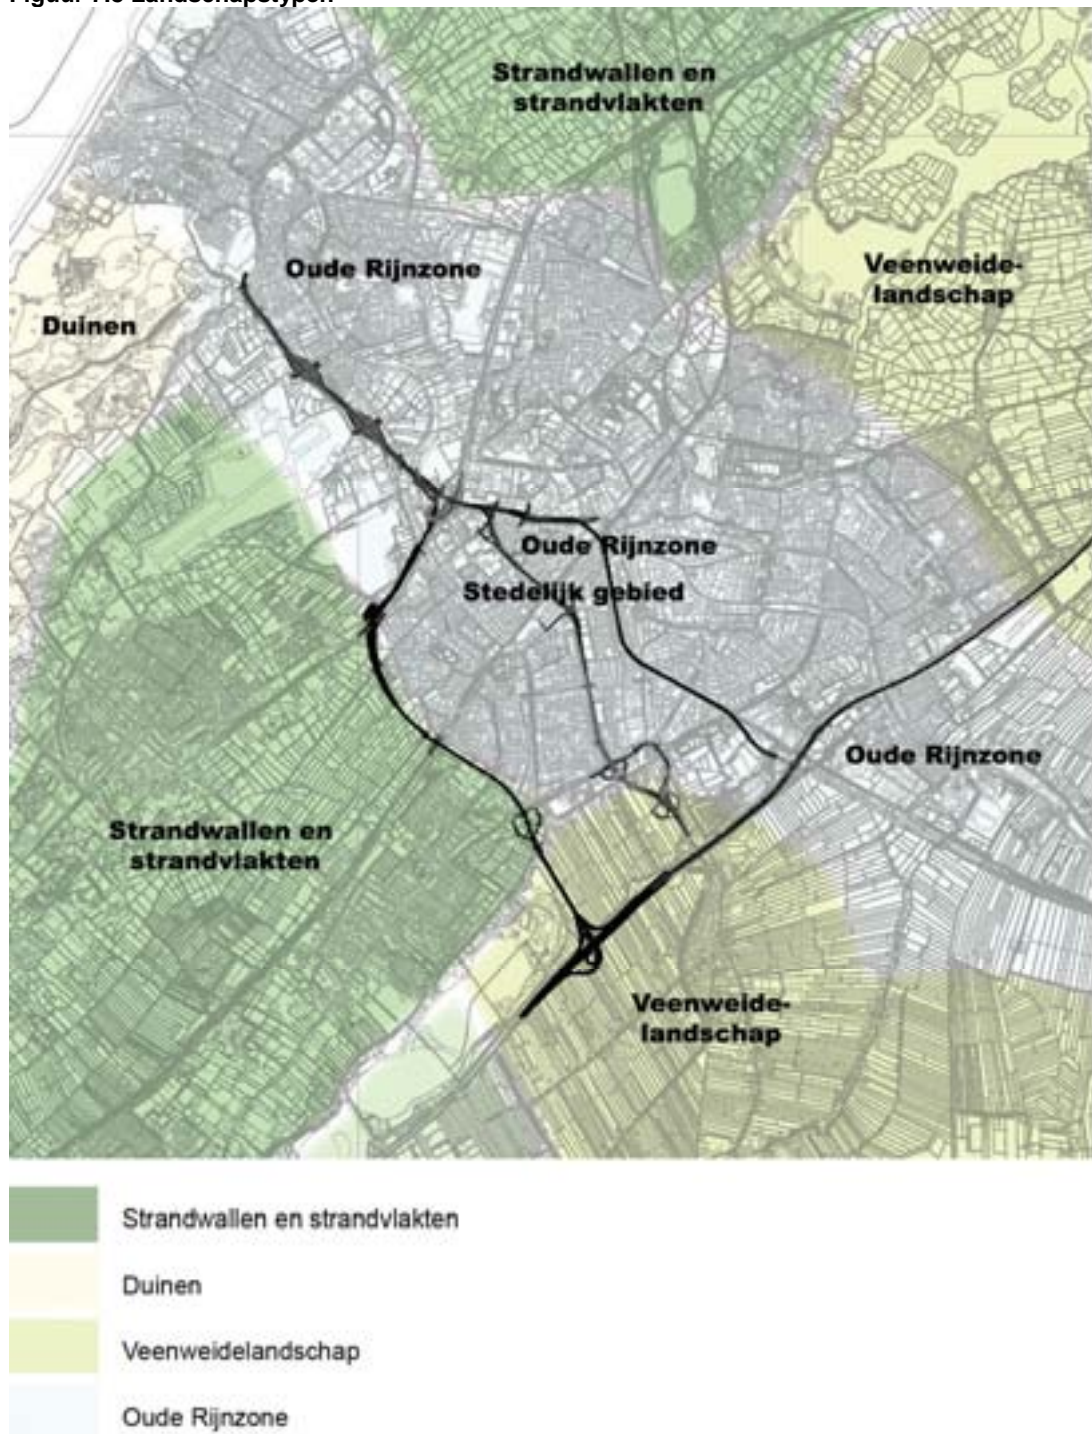 Strandwallen en
strandvlakten
Oude Rijnzone
Veenweide-
landschap
Duinen
Oude Rijnzone
Stedelijk gebied
Oude Rijnzone
Strandwallen en
strandvlakten
Veenweide-
landschap
Strandwallen en strandvlakten
Duinen
Veenweidelandschap
Oude Rijnzone